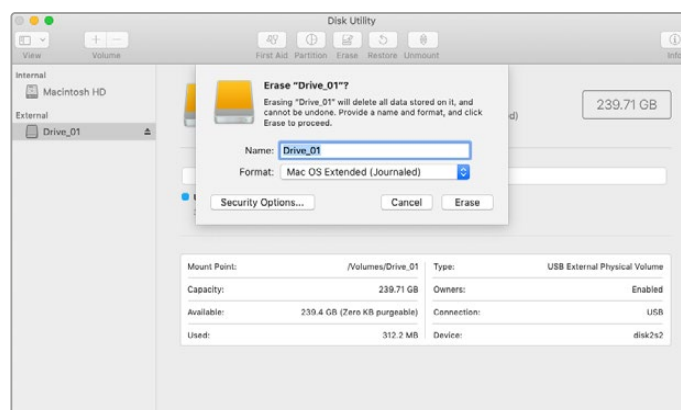 Disk Utility
View
Volume
First Aid
Partition
Erase
Restore
Unmount
Info
Internal
Macintosh HD
External
Drive_01
Erase "Drive_01"?
Erasing "Drive_01" will delete all data stored on it, and
cannot be undone. Provide a name and format, and click
Erase to proceed.
Name: Drive_01
Format: Mac OS Extended (Journaled)
Security Options...
Cancel
Erase
d)
239.71 GB
Mount Point: /Volumes/Drive_01
Type: USB External Physical Volume
Capacity: 239.71 GB
Owners: Enabled
Available: 239.4 GB (Zero KB purgeable)
Connection: USB
Used: 312.2 MB
Device: disk2s2